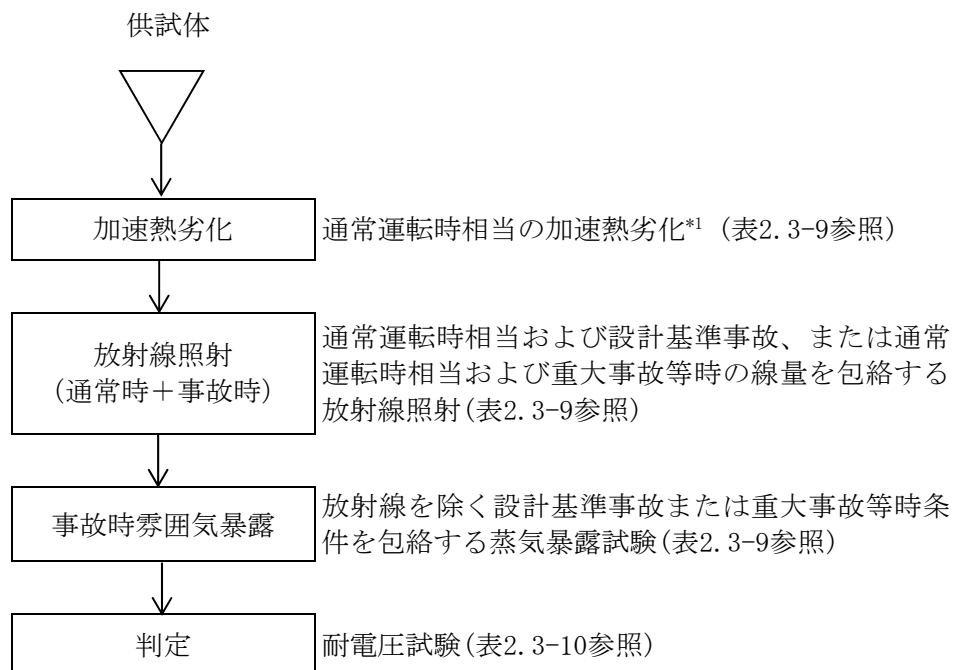 供試体
加速熱劣化
通常運転時相当の加速熱劣化*1 (表2.3-9参照)
放射線照射
(通常時＋事故時)
通常運転時相当および設計基準事故、または通常
運転時相当および重大事故等時の線量を包絡する
放射線照射(表2.3-9参照)
事故時雰囲気暴露
放射線を除く設計基準事故または重大事故等時条
件を包絡する蒸気暴露試験(表2.3-9参照)
判定
耐電圧試験(表2.3-10参照)